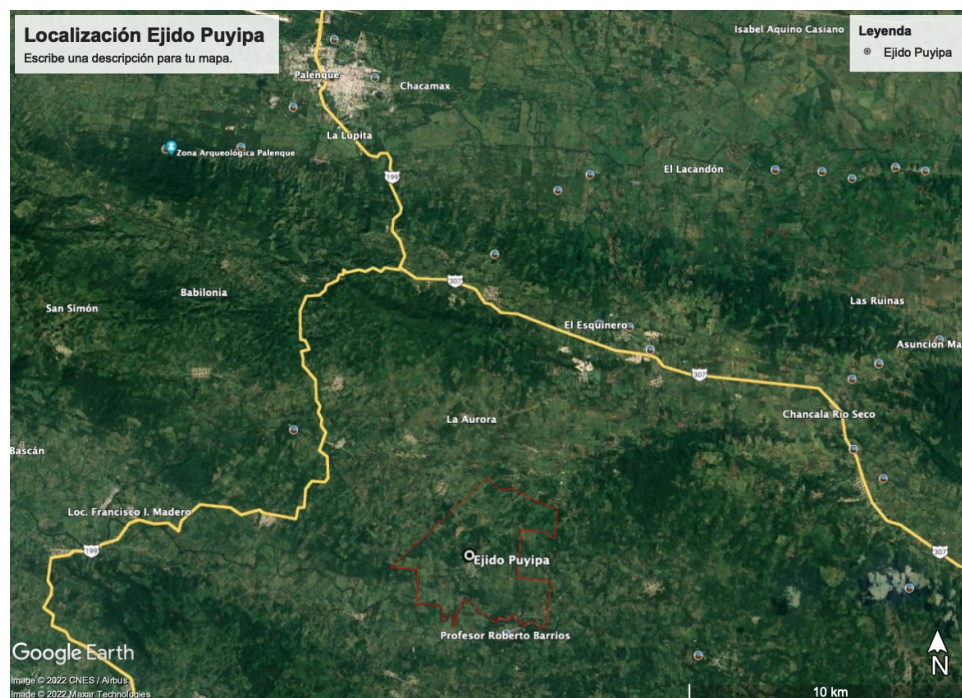 Localización Ejido Puyipa
Escribe una descripción para tu mapa.
Isabel Aquino Casiano
Leyenda
Ejido Puyipa
Palenque
Chacamax
La Lupita
Zona Arqueológica Palenque
El Lacandón
199
307
Babilonia
San Simón
Las Ruinas
El Esquinero
Asunción Ma
307
Chancala Río Seco
La Aurora
Bascán
Loc. Francisco I. Madero
199
307
Ejido Puyipa
Profesor Roberto Barrios
Google Earth
Image © 2022 CNES / Airbus
Image © 2022 Maxar Technologies
10 km
N